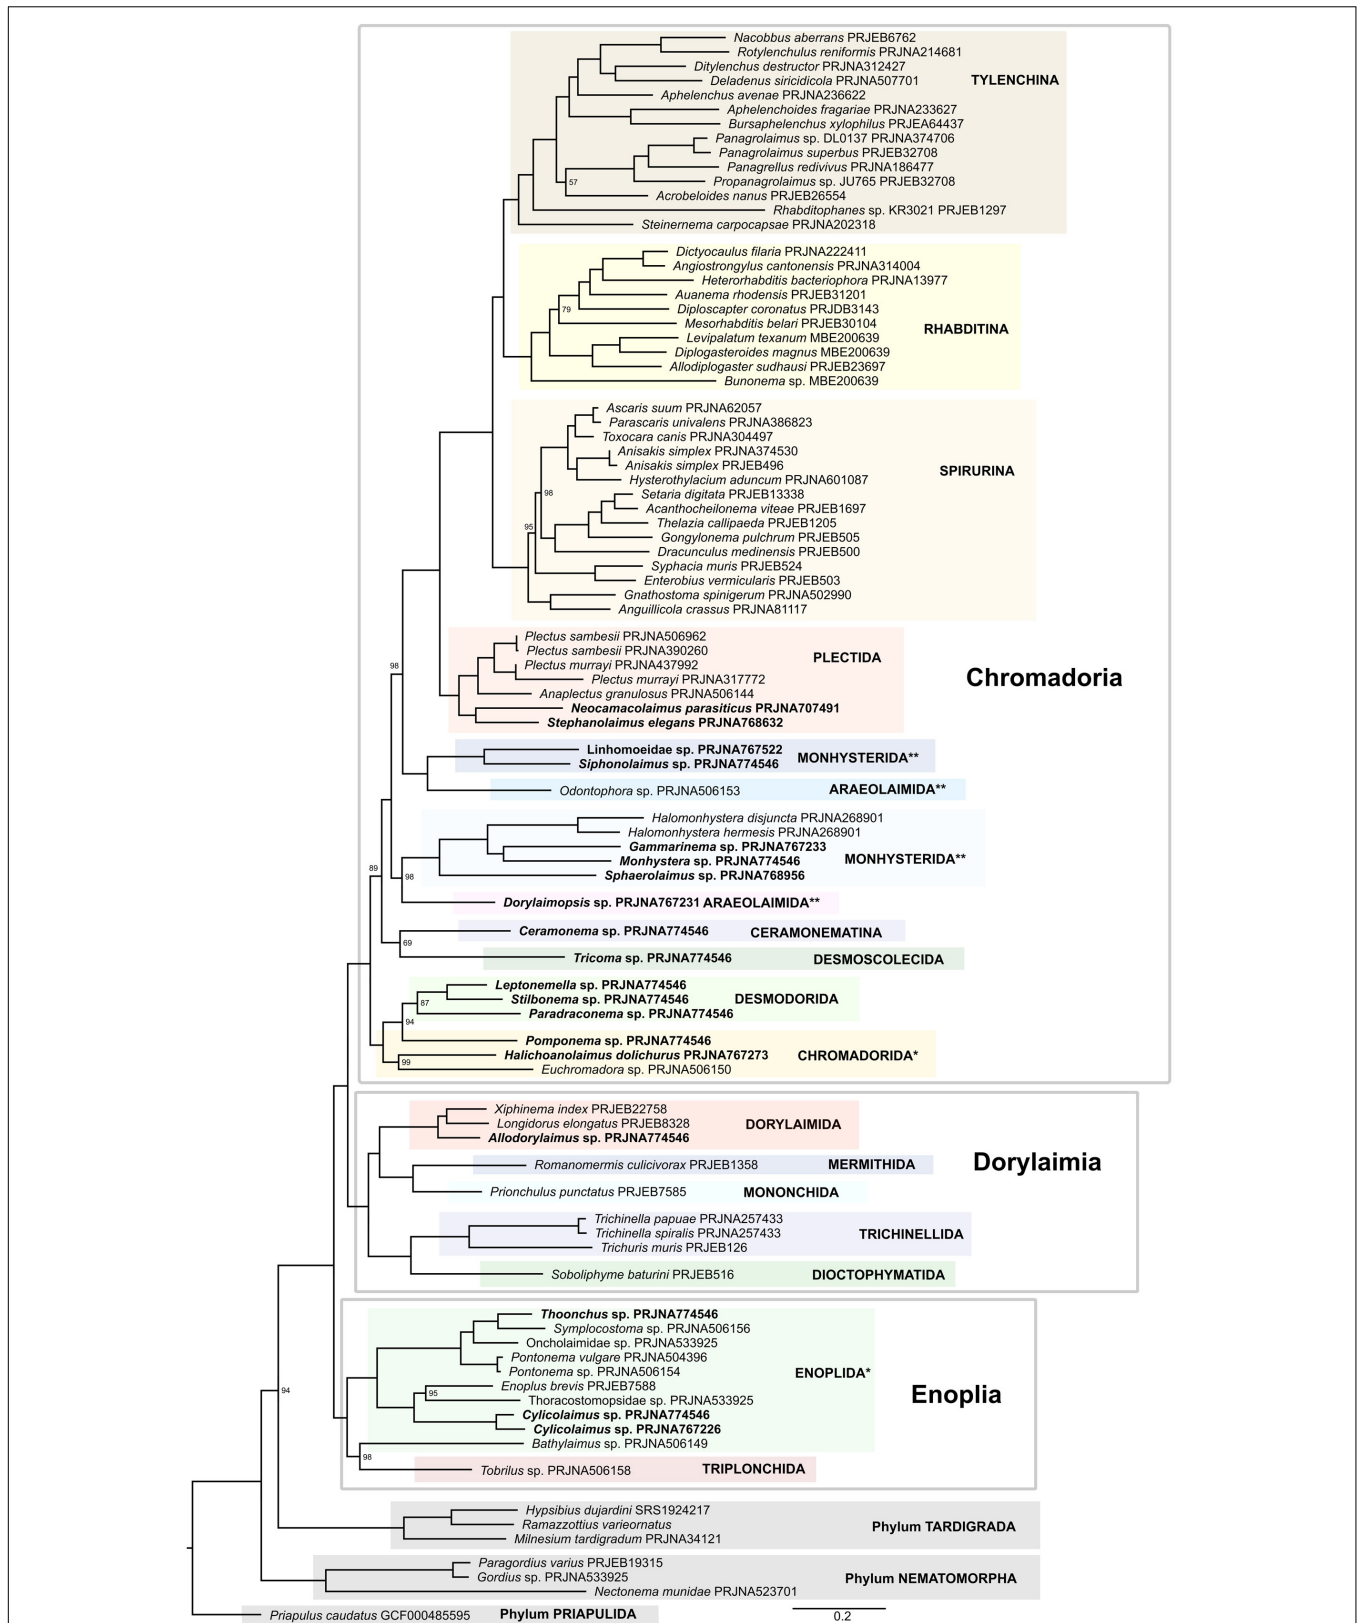 Nacobbus aberrans PRJEB6762
Rotylenchulus reniformis PRJNA214681
Ditylenchus destructor PRJNA312427
Deladenus siricidicola PRJNA507701
TYLENCHINA
Aphelenchus avenae PRJNA236622
Aphelenchoides fragariae PRJNA233627
Bursaphelenchus xylophilus PRJEA64437
Panagrolaimus sp. DL0137 PRJNA374706
Panagrolaimus superbus PRJEB32708
Panagrellus redivivus PRJNA186477
Propanagrolaimus sp. JU765 PRJEB32708
57
Acrobeloides nanus PRJEB26554
Rhabditophanes sp. KR3021 PRJEB1297
Steinernema carpocapsae PRJNA202318
Dictyocaulus filaria PRJNA222411
Angiostrongylus cantonensis PRJNA314004
Heterorhabditis bacteriophora PRJNA13977
Auanema rhodensis PRJEB31201
79
Diploscapter coronatus PRJDB3143
Mesorhabditis belari PRJEB30104
RHABDITINA
Levipalatum texanum MBE200639
Diplogasteroides magnus MBE200639
Allodiplogaster sudhausi PRJEB23697
Bunonema sp. MBE200639
Ascaris suum PRJNA62057
Parascaris univalens PRJNA386823
Toxocara canis PRJNA304497
Anisakis simplex PRJNA374530
Anisakis simplex PRJEB496
SPIRURINA
Hysterothylacium aduncum PRJNA601087
98
Setaria digitata PRJEB13338
Acanthocheilonema viteae PRJEB1697
95
Thelazia callipaeda PRJEB1205
Gongylonema pulchrum PRJEB505
Dracunculus medinensis PRJEB500
Syphacia muris PRJEB524
Enterobius vermicularis PRJEB503
Gnathostoma spinigerum PRJNA502990
Anguillicola crassus PRJNA81117
Plectus sambesii PRJNA506962
Plectus sambesii PRJNA390260
PLECTIDA
98
Plectus murrayi PRJNA437992
Plectus murrayi PRJNA317772
Chromadoria
Anaplectus granulosus PRJNA506144
Neocamacolaimus parasiticus PRJNA707491
Stephanolaimus elegans PRJNA768632
Linhomoeidae sp. PRJNA767522
MONHYSTERIDA**
Siphonolaimus sp. PRJNA774546
Odontophora sp. PRJNA506153 ARAEOLAIMIDA**
Halomonhystera disjuncta PRJNA268901
Halomonhystera hermesis PRJNA268901
Gammarinema sp. PRJNA767233
Monhystera sp. PRJNA774546 MONHYSTERIDA**
89
98
Sphaerolaimus sp. PRJNA768956
Dorylaimopsis sp. PRJNA767231 ARAEOLAIMIDA**
Ceramonema sp. PRJNA774546 CERAMONEMATINA
69
Tricoma sp. PRJNA774546 DESMOSCOLECIDA
Leptonemella sp. PRJNA774546
87
Stilbonema sp. PRJNA774546 DESMODORIDA
Paradraconema sp. PRJNA774546
94
Pomponema sp. PRJNA774546
Halichoanolaimus dolichurus PRJNA767273 CHROMADORIDA*
99
Euchromadora sp. PRJNA506150
Xiphinema index PRJEB22758
Longidorus elongatus PRJEB8328 DORYLAIMIDA
Allodorylaimus sp. PRJNA774546
Dorylaimia
Romanomermis culicivorax PRJEB1358 MERMITHIDA
Prionchulus punctatus PRJEB7585 MONONCHIDA
Trichinella papuae PRJNA257433
Trichinella spiralis PRJNA257433 TRICHINELLIDA
Trichuris muris PRJEB126
Soboliphyme baturini PRJEB516 DIOCTOPHYMATIDA
Thoonchus sp. PRJNA774546
Symplocostoma sp. PRJNA506156
Oncholaimidae sp. PRJNA533925
Pontonema vulgare PRJNA504396
Pontonema sp. PRJNA506154
ENOPLIDA*
94
Enoplus brevis PRJEB7588
95
Enoplia
Thoracostomopsidae sp. PRJNA533925
Cylicolaimus sp. PRJNA774546
Cylicolaimus sp. PRJNA767226
Bathylaimus sp. PRJNA506149
98
Tobrilus sp. PRJNA506158 TRIPLONCHIDA
Hypsibius dujardini SRS1924217
Ramazzottius varieornatus
Phylum TARDIGRADA
Milnesium tardigradum PRJNA34121
Paragordius varius PRJEB19315
Gordius sp. PRJNA533925
Phylum NEMATOMORPHA
Nectonema munidae PRJNA523701
Priapulus caudatus GCF000485595 Phylum PRIAPULIDA
0.2